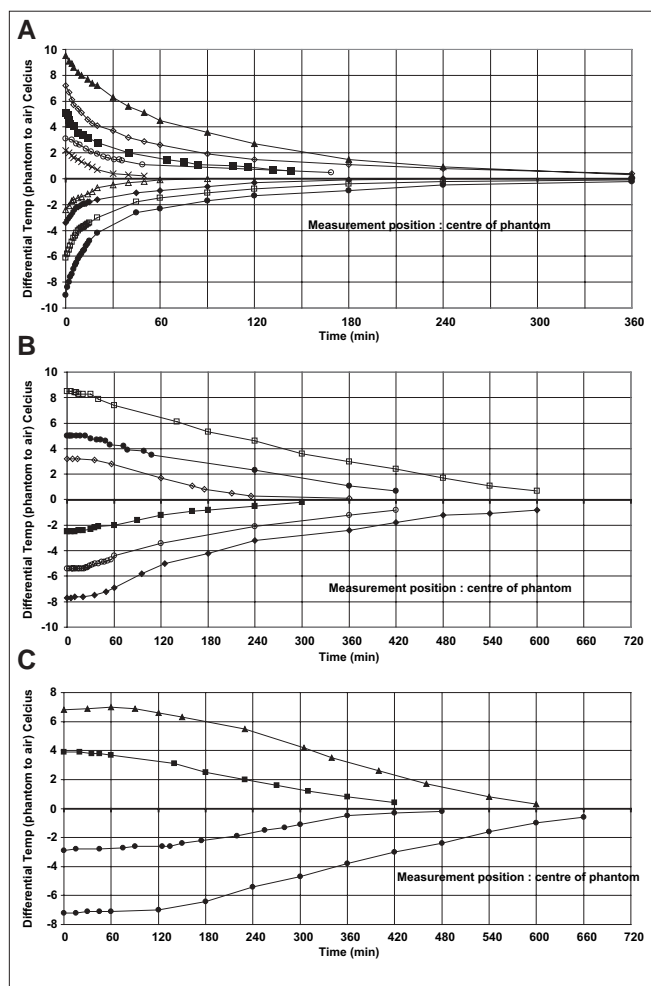 A
Differential Temp (phantom to air) Celcius
10
8
6
4
2
0
-2
-4
-6
-8
-10
Measurement position : centre of phantom
0 60 120 180 240 300 360
Time (min)
B
Differential Temp (phantom to air) Celcius
10
8
6
4
2
0
-2
-4
-6
-8
-10
Measurement position : centre of phantom
0 60 120 180 240 300 360 420 480 540 600 660 720
Time (min)
C
Differential Temp (phantom to air) Celcius
8
6
4
2
0
-2
-4
-6
-8
Measurement position : centre of phantom
0 60 120 180 240 300 360 420 480 540 600 660 720
Time (min)